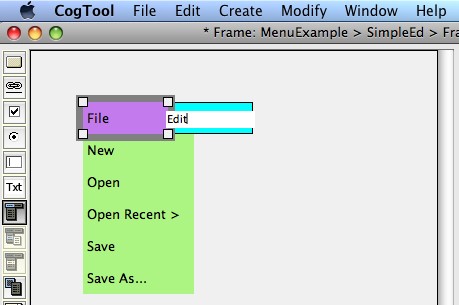 CogTool File Edit Create Modify Window Help
* Frame: MenuExample > SimpleEd > Fra
File Edit
New
Open
Open Recent >
Txt
Save
Save As...